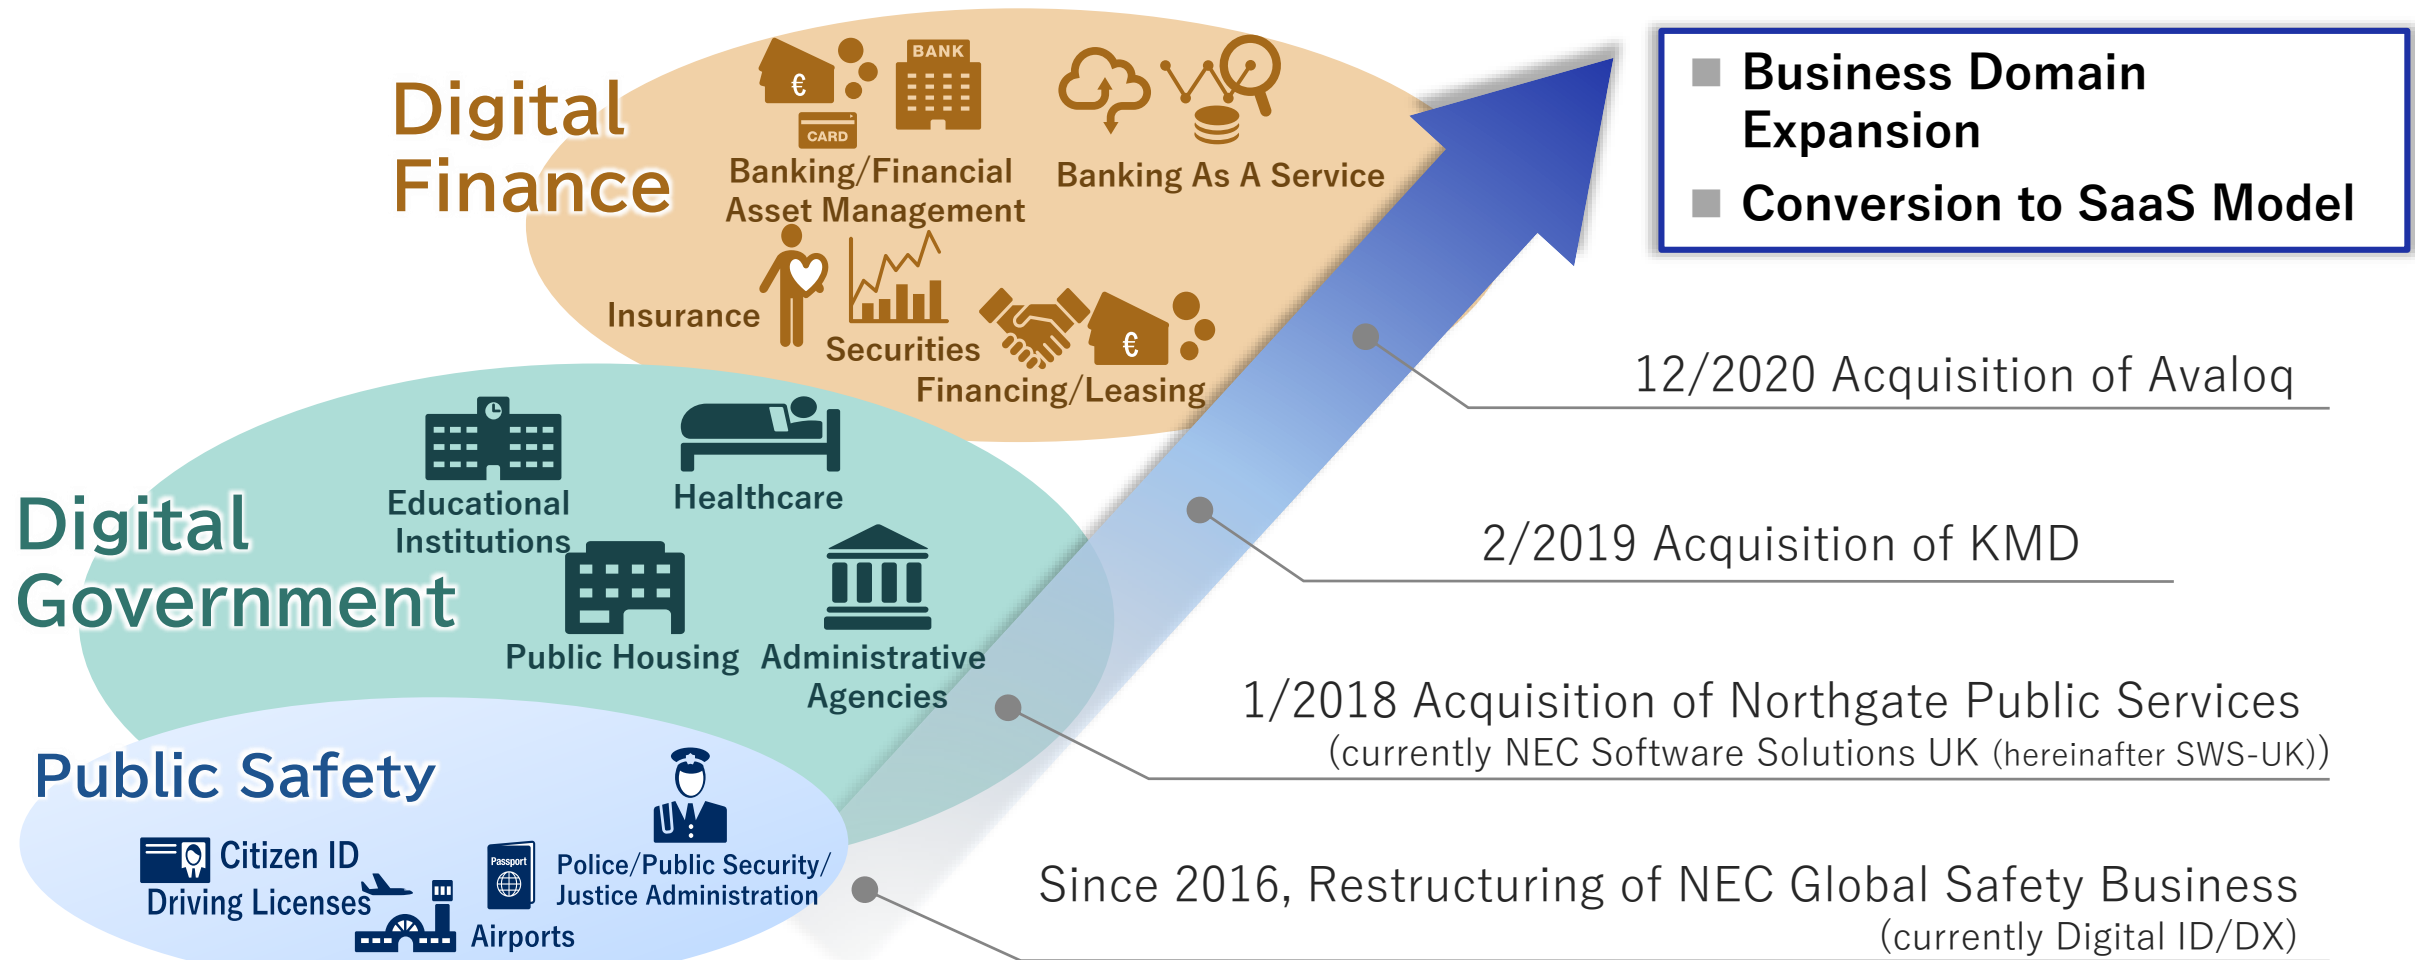 Digital
Finance
BANK
€
CARD
Banking/Financial
Asset Management
Banking As A Service
Insurance
Securities
€
Financing/Leasing
■ Business Domain
Expansion
■ Conversion to SaaS Model
12/2020 Acquisition of Avaloq
Digital
Government
Educational
Institutions
Healthcare
Public Housing
Administrative
Agencies
2/2019 Acquisition of KMD
1/2018 Acquisition of Northgate Public Services
(currently NEC Software Solutions UK (hereinafter SWS-UK))
Public Safety
Citizen ID
Driving Licenses
Passport
Police/Public Security/
Justice Administration
Airports
Since 2016, Restructuring of NEC Global Safety Business
(currently Digital ID/DX)